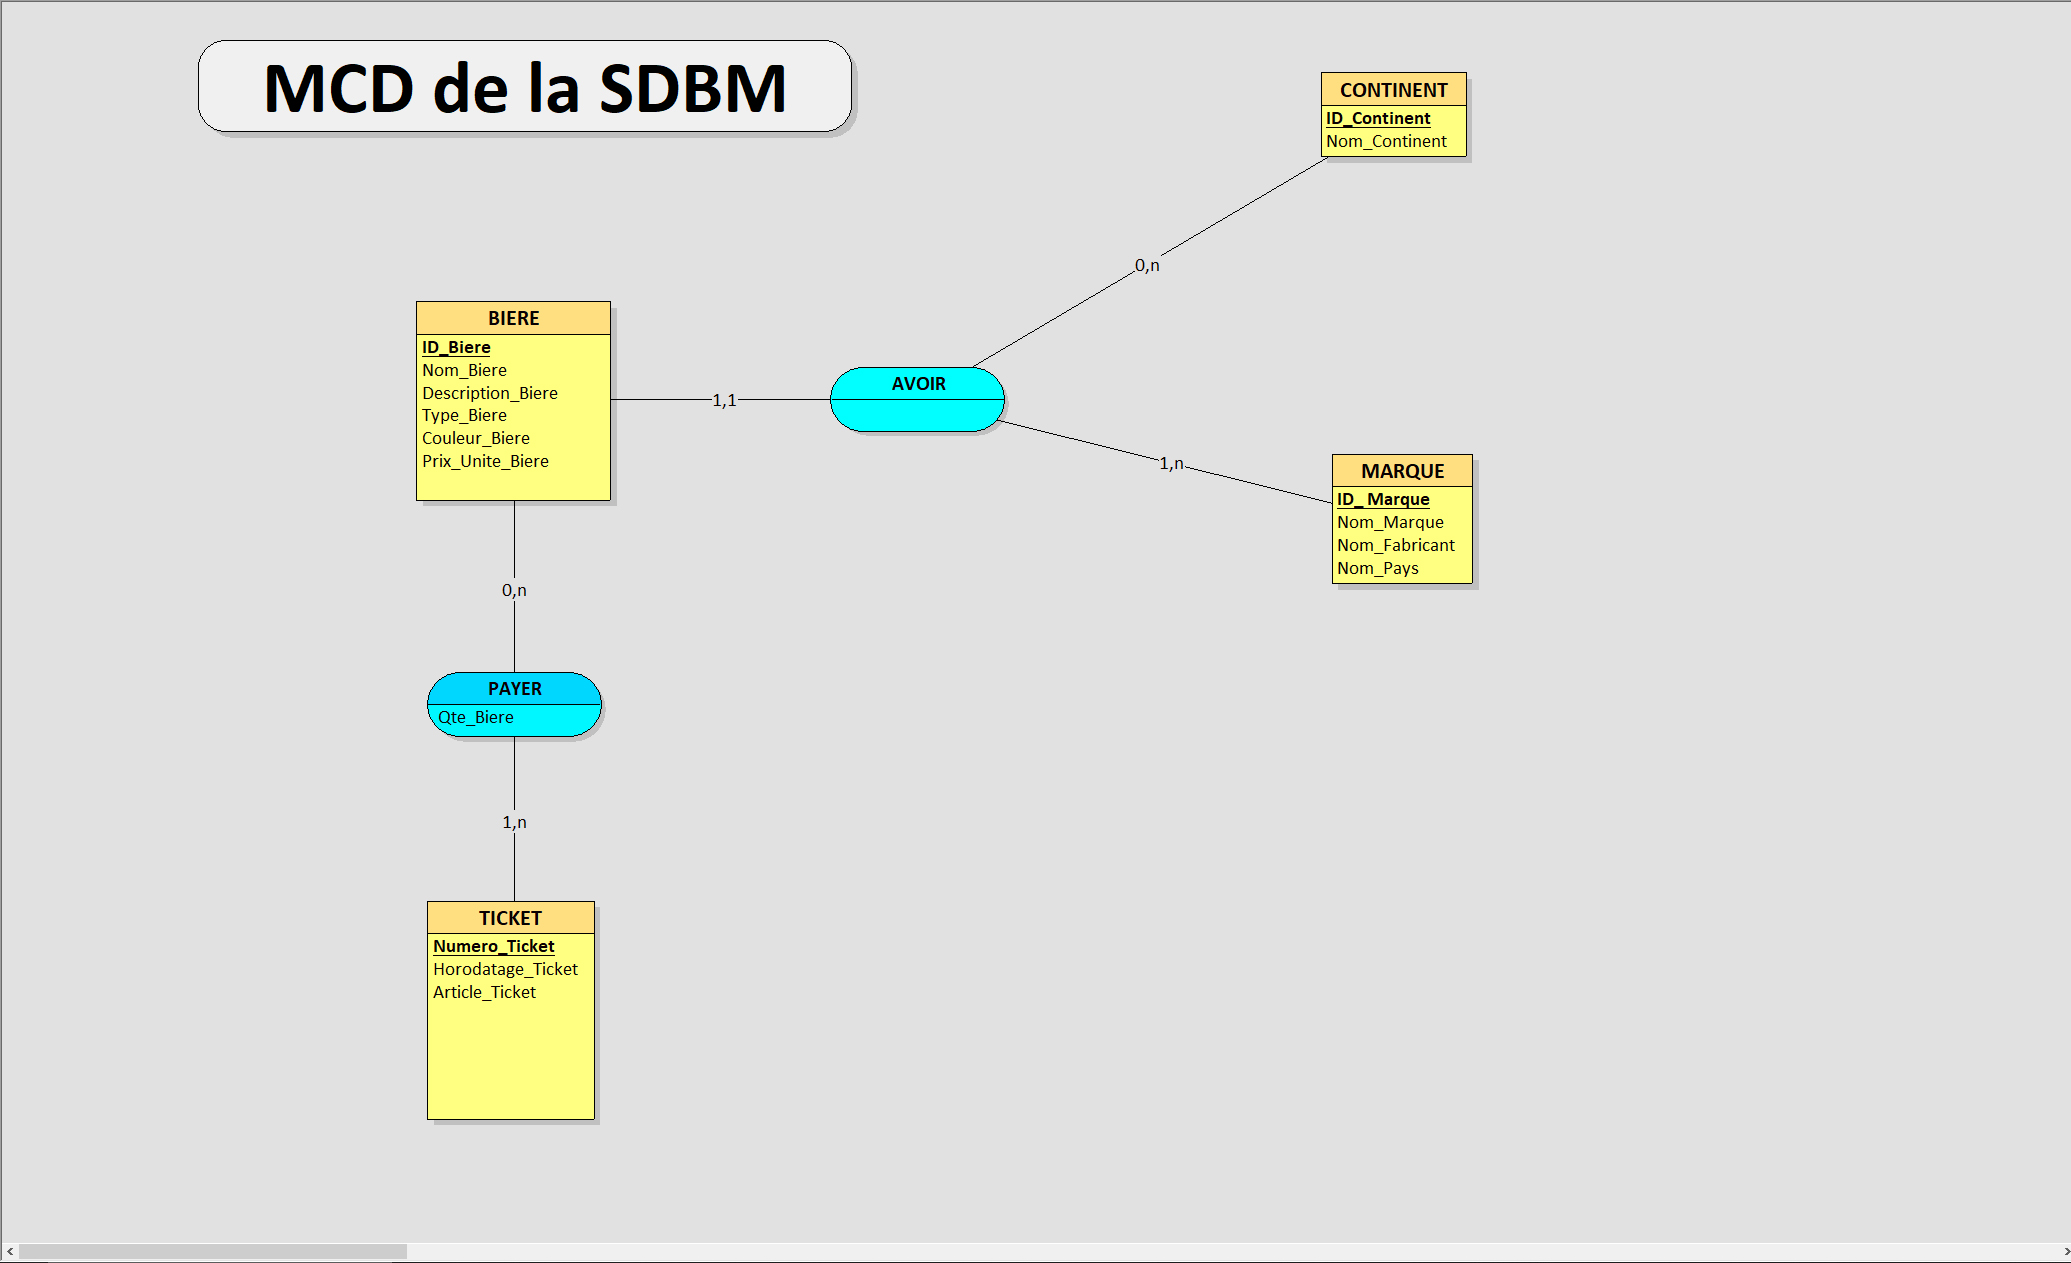 MCD de la SDBM
CONTINENT
ID_Continent
Nom_Continent
0,n
BIERE
ID_Biere
Nom_Biere
Description_Biere
Type_Biere
Couleur_Biere
Prix_Unite_Biere
1,1
AVOIR
1,n
MARQUE
ID_ Marque
Nom_Marque
Nom_Fabricant
Nom_Pays
0,n
PAYER
Qte_Biere
1,n
TICKET
Numero_Ticket
Horodatage_Ticket
Article_Ticket